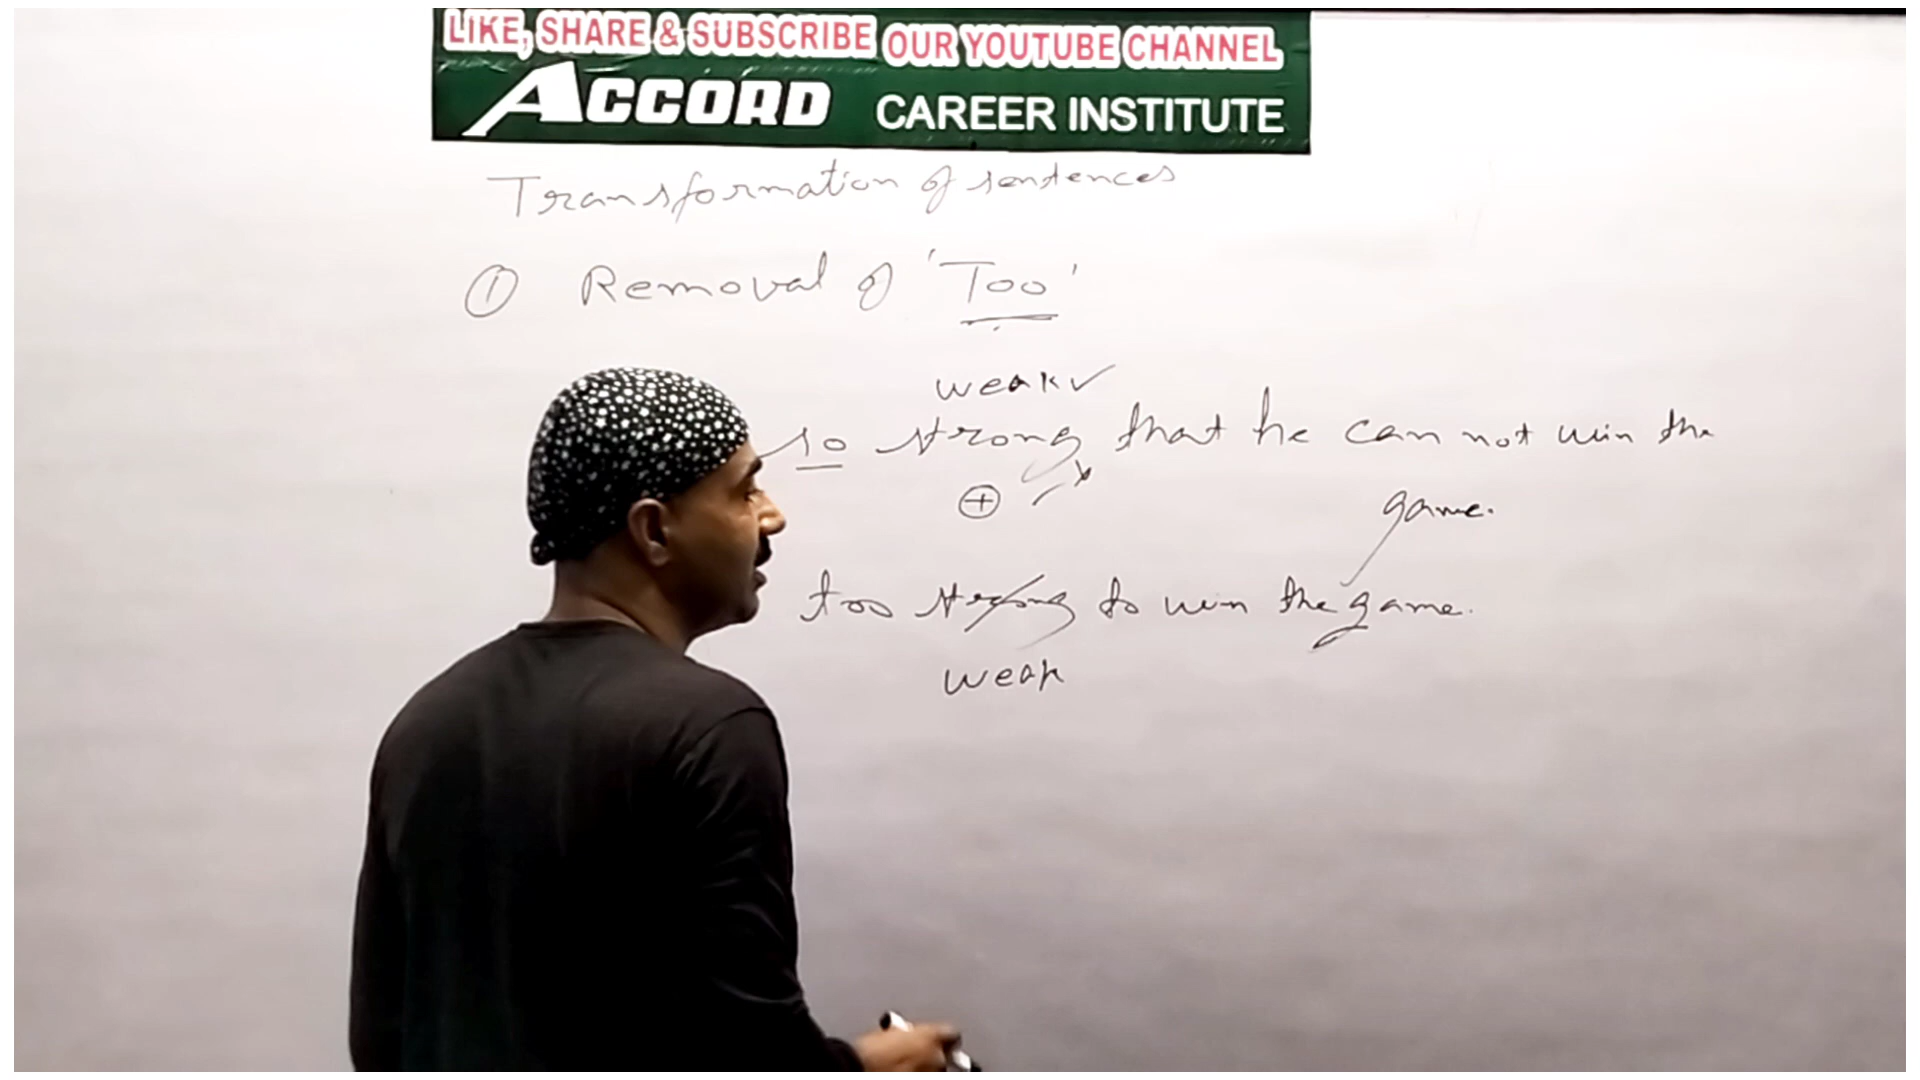 LIKE, SHARE & SUBSCRIBE OUR YOUTUBE CHANNEL
ACCORD CAREER INSTITUTE
Transformation of sentences
① Removal of 'Too'
weak ✓
so strong that he can not win the
⊕
game.
too strong to win the game.
weak